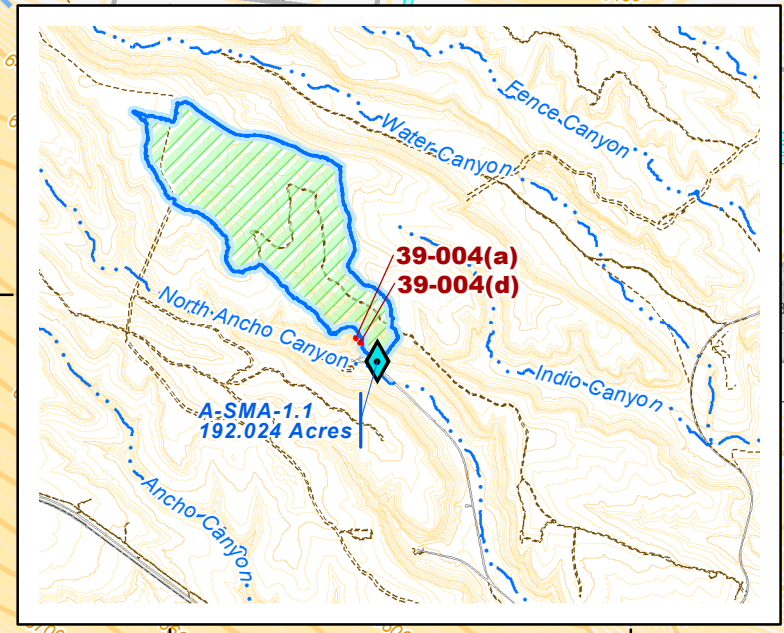 Fence Canyon
Water Canyon
39-004(a)
39-004(d)
North Ancho Canyon
Indio Canyon
A-SMA-1.1
192.024 Acres
Ancho Canyon